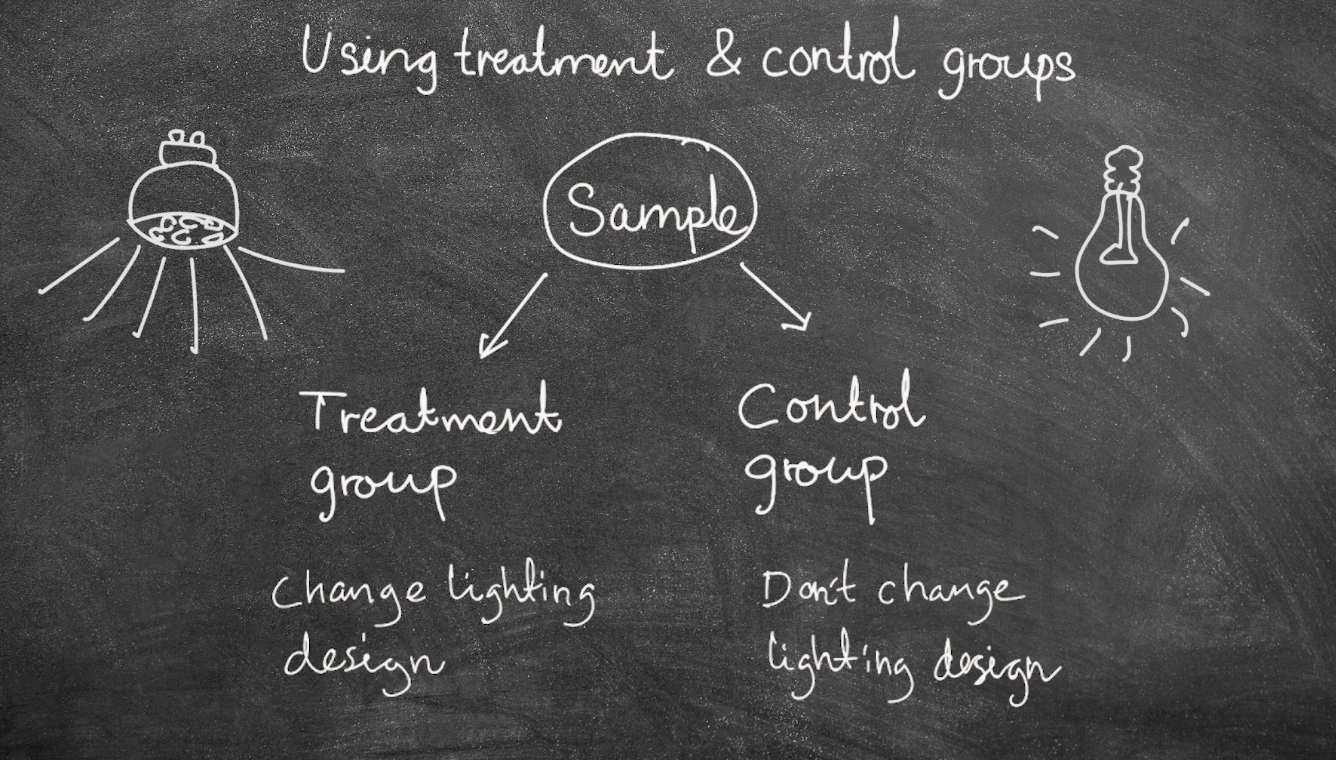 Using treatment & control groups
Sample
Treatment
group
Control
group
Change lighting
design
Don't change
lighting design